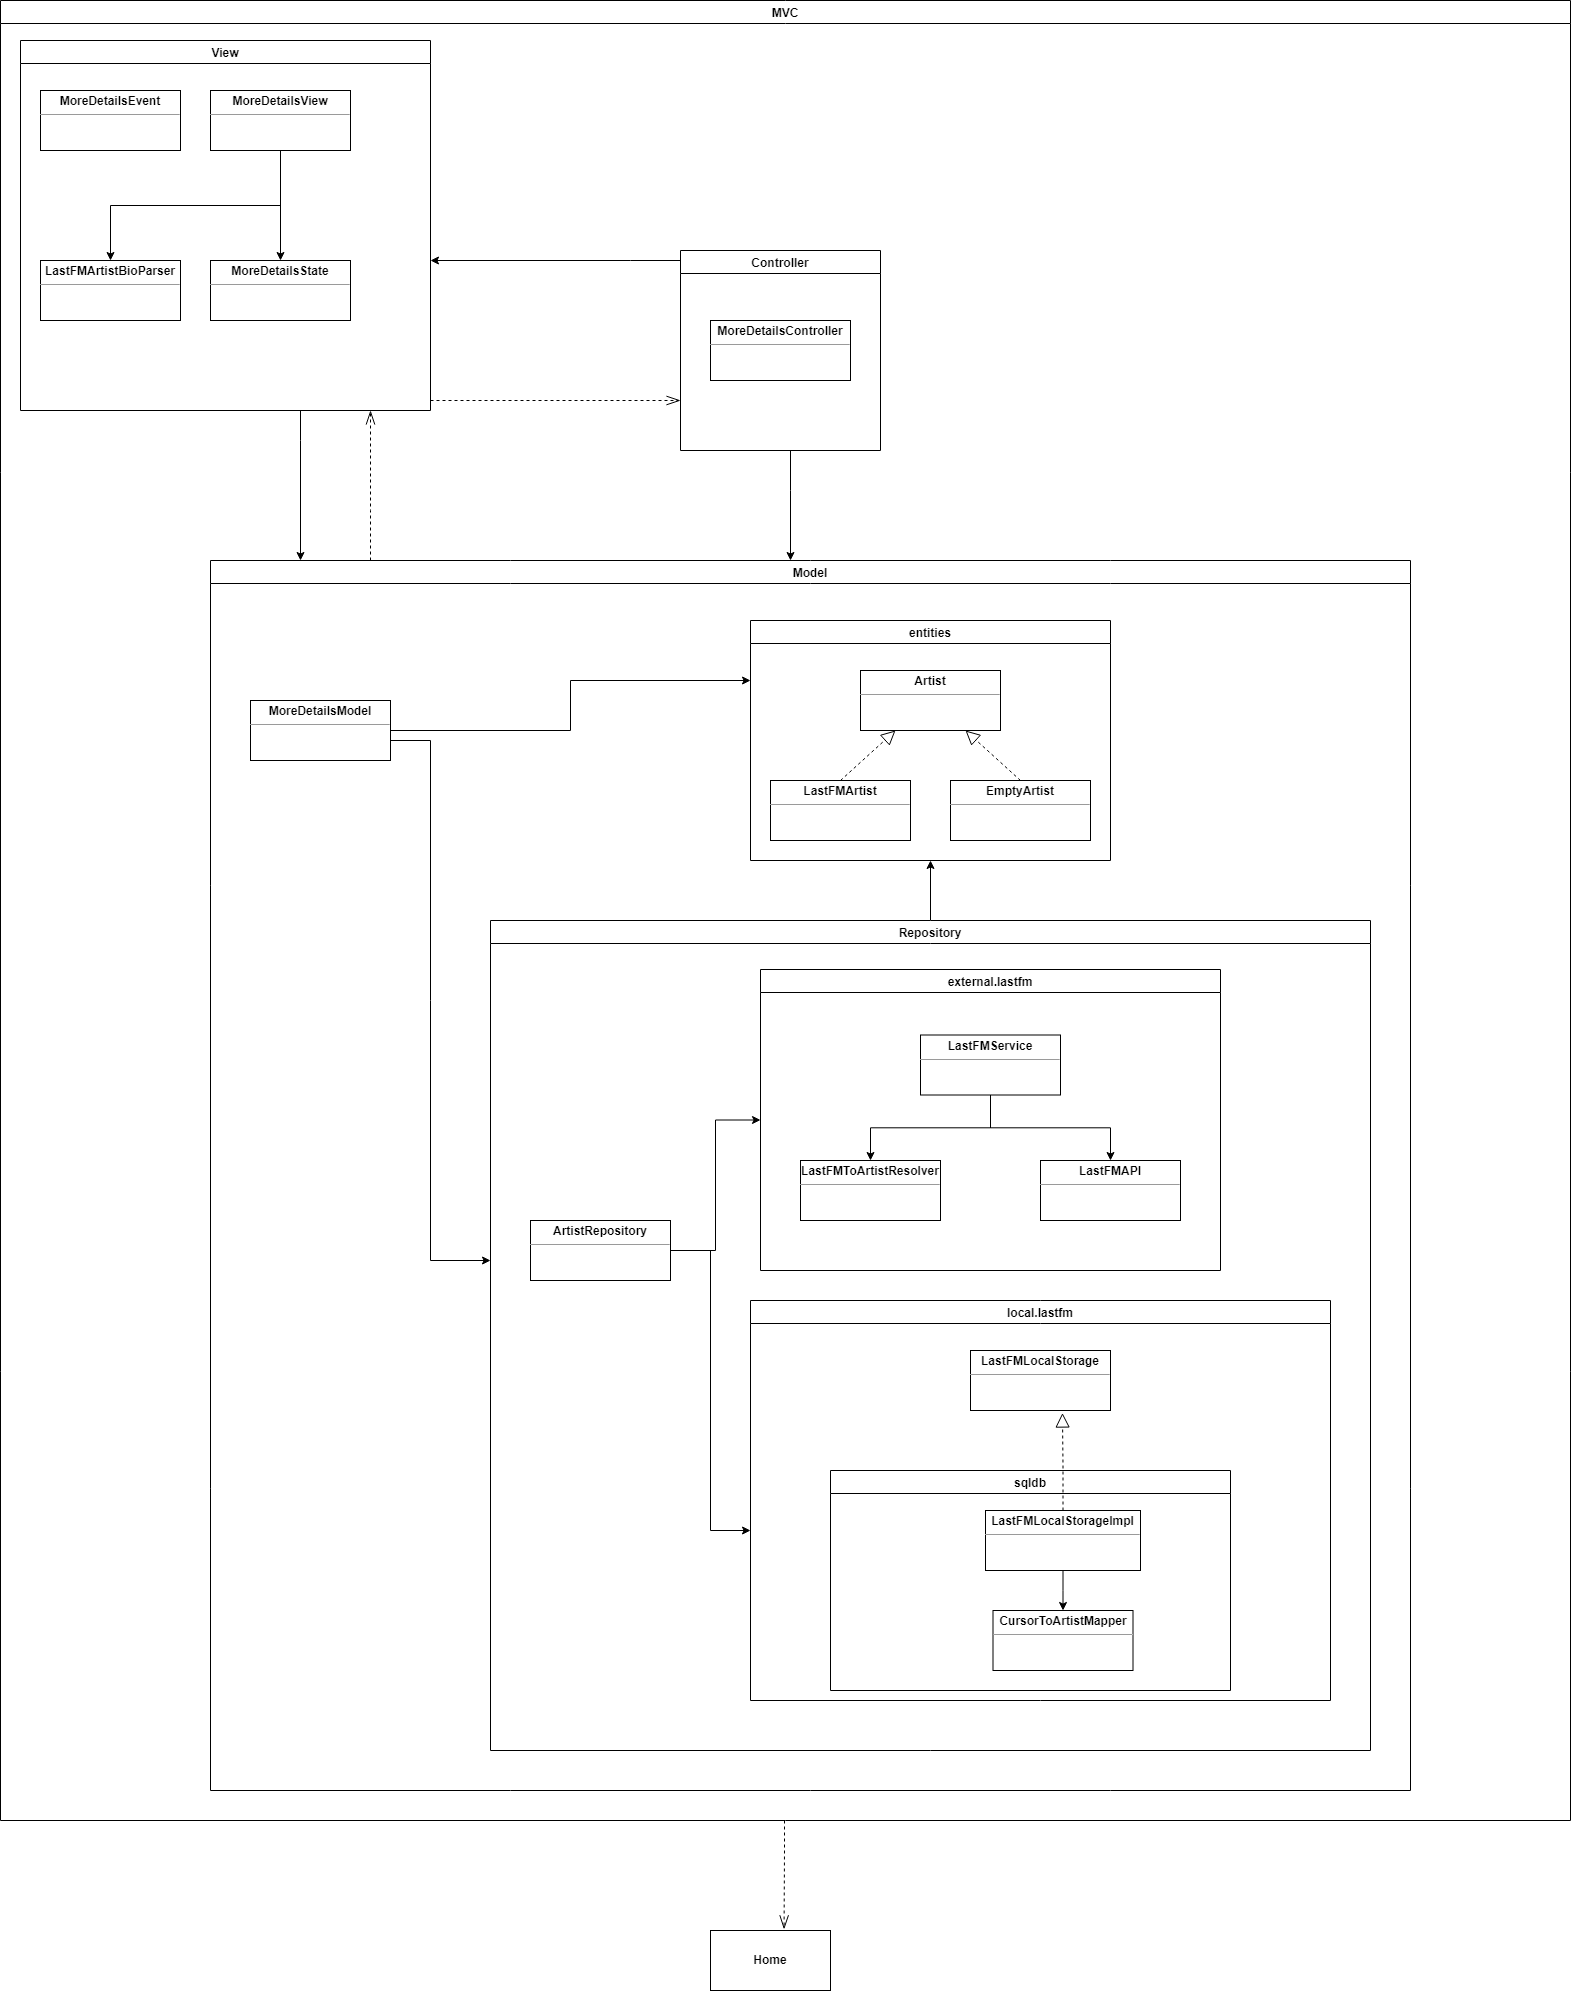 MVC
View
MoreDetailsEvent
MoreDetailsView
LastFMArtistBioParser
MoreDetailsState
Controller
MoreDetailsController
Model
entities
Artist
MoreDetailsModel
LastFMArtist
EmptyArtist
Repository
external.lastfm
LastFMService
LastFMToArtistResolver
LastFMAPI
ArtistRepository
local.lastfm
LastFMLocalStorage
sqldb
LastFMLocalStorageImpl
CursorToArtistMapper
Home